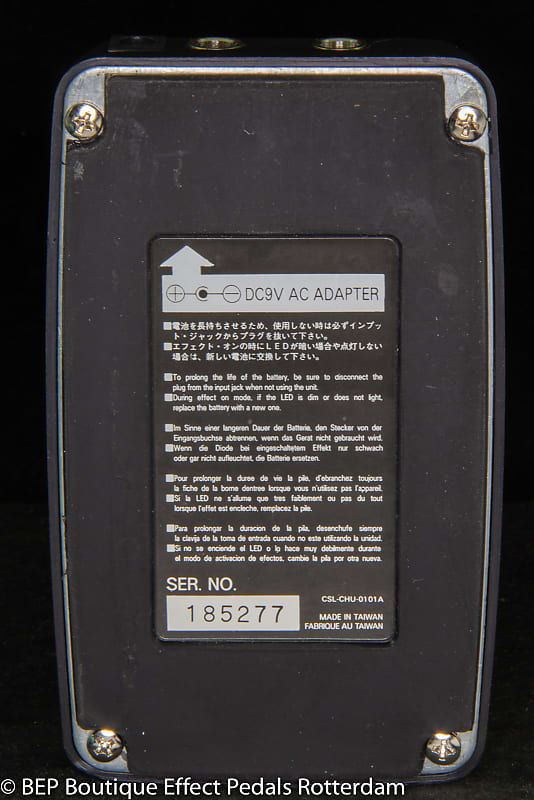 DC9V AC ADAPTER
■電池を長持ちさせるため、使用しない時は必ずインプッ
ト・ジャックからプラグを抜いて下さい。
■エフェクト・オンの時にLEDが暗い場合や点灯しない
場合は、新しい電池に交換して下さい。
■To prolong the life of the battery, be sure to disconnect the
plug from the input jack when not using the unit.
■During effect on mode, if the LED is dim or does not light,
replace the battery with a new one.
■Im Sinne einer langeren Dauer der Batterie, den Stecker von der
Eingangsbuchse abtrennen, wenn das Gerat nicht gebraucht wird.
■Wenn die Diode bei eingeschaltetem Effekt nur schwach
oder gar nicht aufleuchtet, die Batterie ersetzen.
■Pour prolonger la duree de vie la pile, d'ebranchez toujours
la fiche de la borne dentree lorsque vous n'utilisez pas l'appareil.
■Si la LED ne s'allume que tres faiblement ou pas du tout
lorsque l'effet est encleche, remplacez la pile.
■Para prolongar la duracion de la pila, desenchufe siempre
la clavija de la toma de entrada cuando no este utilizando la unidad.
■Si no se enciende el LED o lp hace muy debilmente durante
el modo de activacion de efectos, cambie la pila por otra nueva.
SER. NO.
185277
CSL-CHU-0101A
MADE IN TAIWAN
FABRIQUE AU TAIWAN
© BEP Boutique Effect Pedals Rotterdam